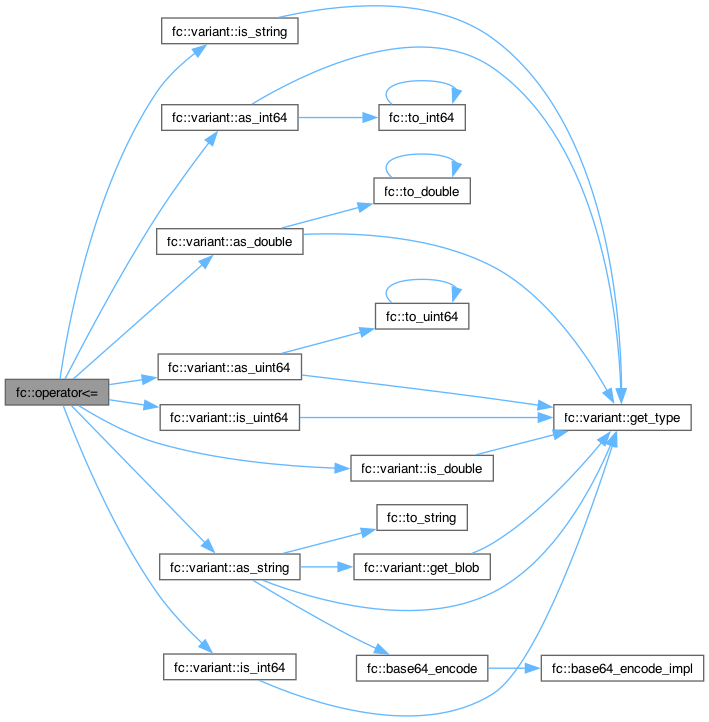 fc::variant::is_string
fc::variant::as_int64
fc::to_int64
fc::to_double
fc::variant::as_double
fc::to_uint64
fc::variant::as_uint64
fc::operator<=
fc::variant::is_uint64
fc::variant::get_type
fc::variant::is_double
fc::to_string
fc::variant::as_string
fc::variant::get_blob
fc::variant::is_int64
fc::base64_encode
fc::base64_encode_impl